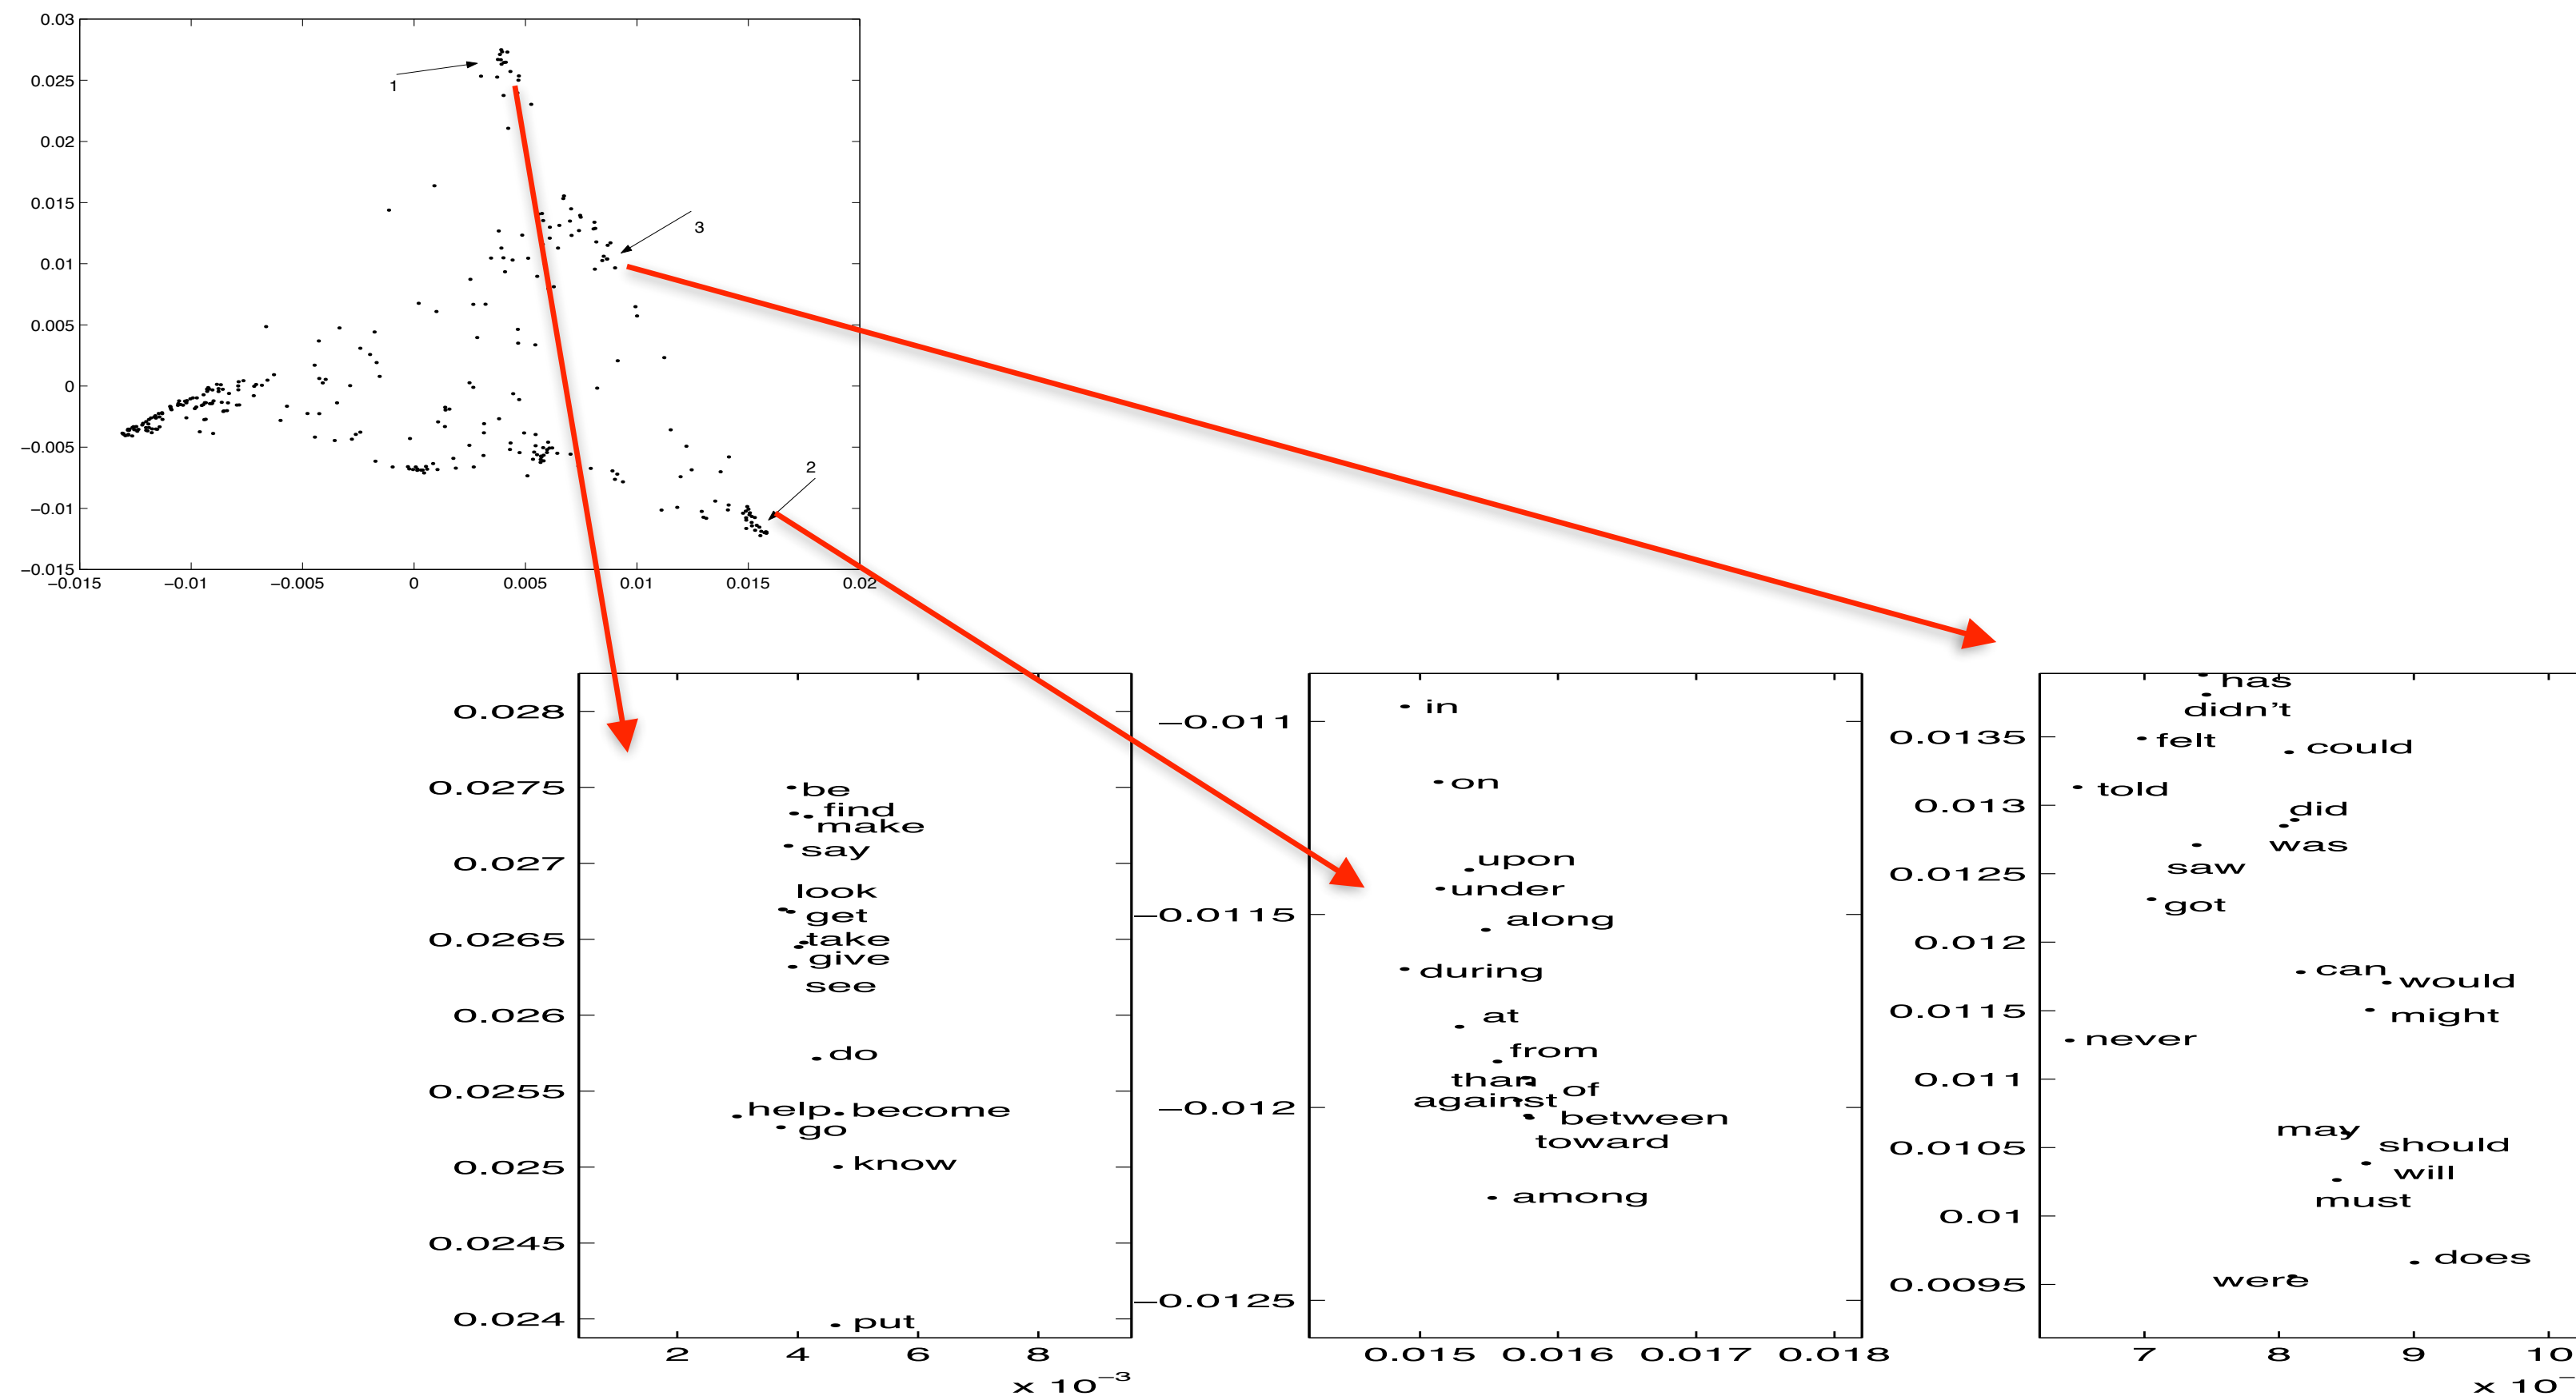 0.03
0.025
1
0.02
0.015
3
0.01
0.005
0
−0.005
2
−0.01
−0.015
−0.015 −0.01 −0.005 0 0.005 0.01 0.015 0.02
0.028
0.0275
0.027
0.0265
0.026
0.0255
0.025
0.0245
0.024
be
find
make
say
look
get
take
give
see
do
help become
go
know
put
2 4 6 8
x 10−3
−0.011
−0.0115
−0.012
−0.0125
in
on
upon
under
along
during
at
from
than
of
against
between
toward
among
0.015 0.016 0.017 0.018
0.0135
0.013
0.0125
0.012
0.0115
0.011
0.0105
0.01
0.0095
has
didn't
felt
could
told
did
was
saw
got
can
would
might
never
may
should
will
must
does
were
7 8 9 10
x 10−